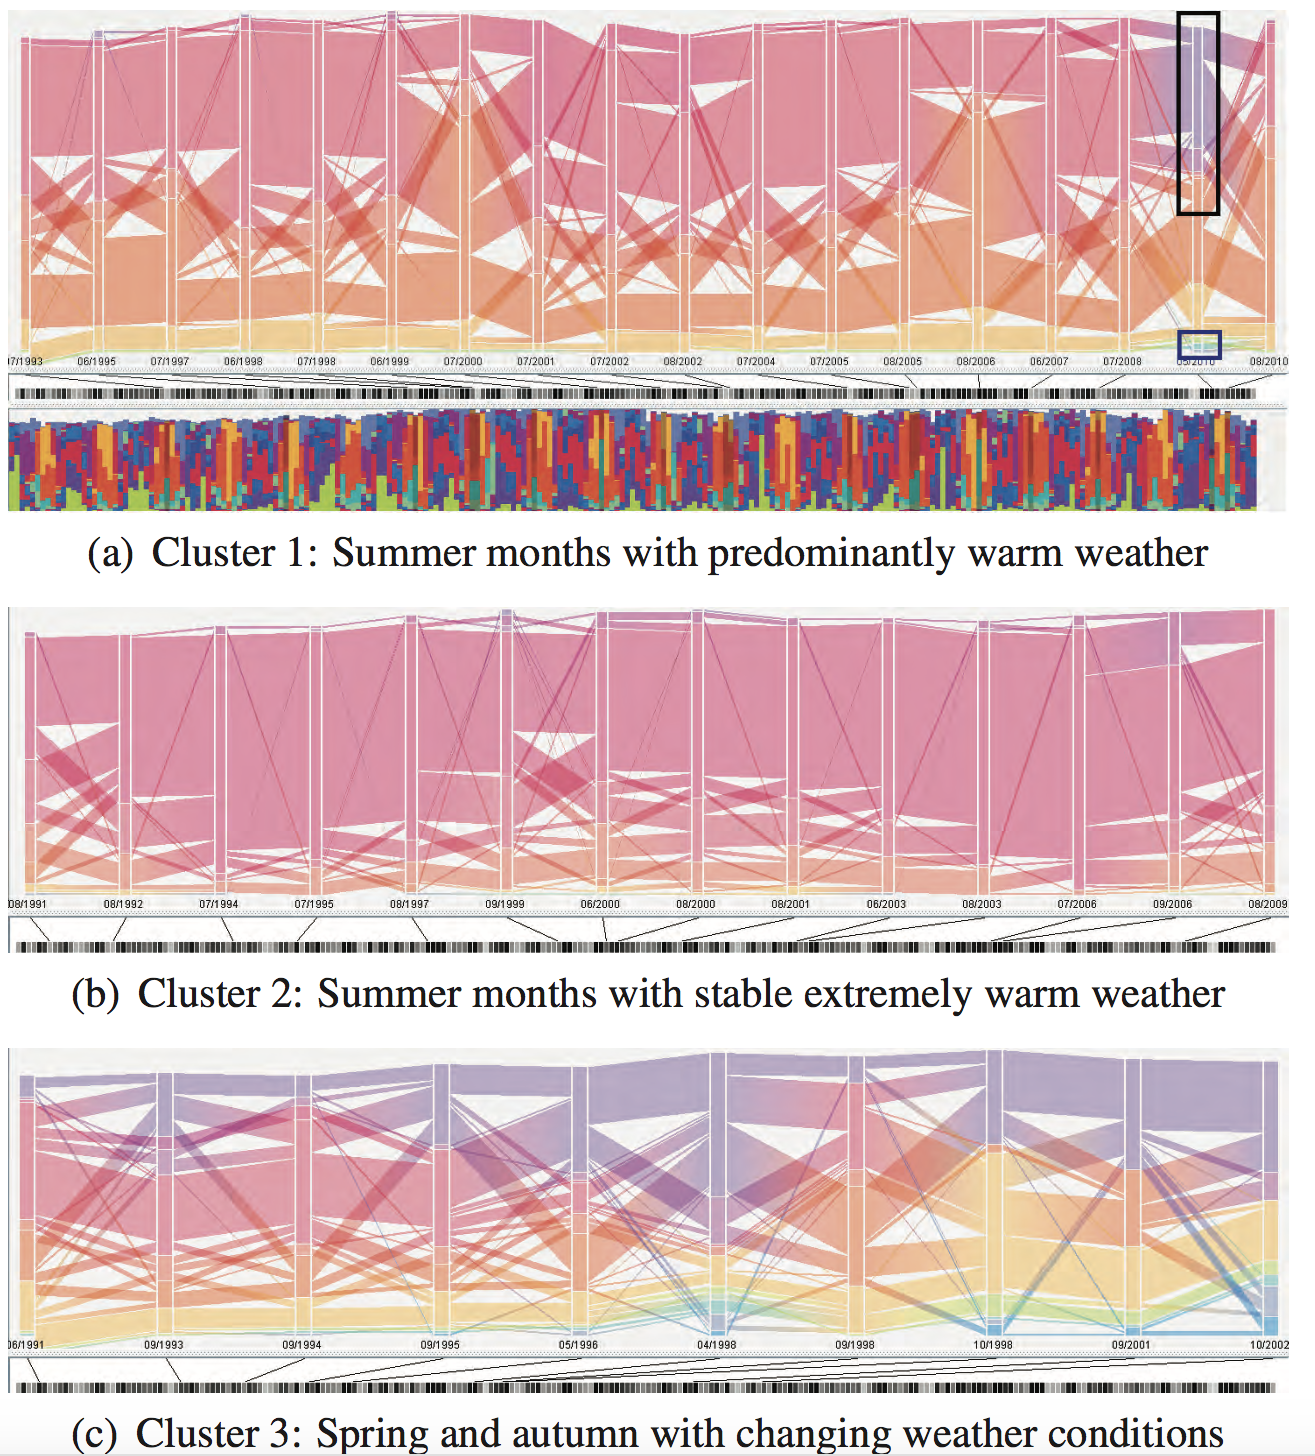 07/1993 06/1995 07/1997 06/1998 07/1998 06/1999 07/2000 07/2001 07/2002 08/2002 07/2004 07/2005 08/2005 08/2006 06/2007 07/2008 05/2010 08/2010
(a) Cluster 1: Summer months with predominantly warm weather
08/1991 08/1992 07/1994 07/1995 08/1997 09/1999 06/2000 08/2000 08/2001 06/2003 08/2003 07/2006 09/2006 08/2009
(b) Cluster 2: Summer months with stable extremely warm weather
06/1991 09/1993 09/1994 09/1995 05/1996 04/1998 09/1998 10/1998 09/2001 10/2002
(c) Cluster 3: Spring and autumn with changing weather conditions